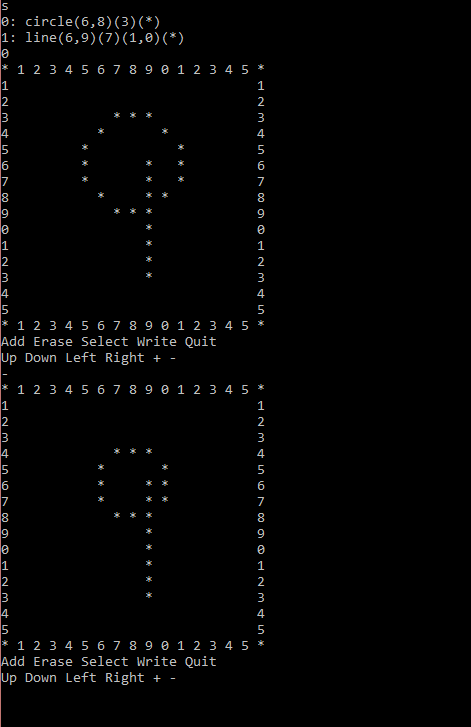 s
0: circle(6,8)(3)(*)
1: line(6,9)(7)(1,0)(*)
0
* 1 2 3 4 5 6 7 8 9 0 1 2 3 4 5 *
1                               1
2                               2
3             * * *             3
4           *       *           4
5         *           *         5
6         *       *   *         6
7         *       *   *         7
8           *     * *           8
9             * * *             9
0                 *             0
1                 *             1
2                 *             2
3                 *             3
4                               4
5                               5
* 1 2 3 4 5 6 7 8 9 0 1 2 3 4 5 *
Add Erase Select Write Quit
Up Down Left Right + -
-
* 1 2 3 4 5 6 7 8 9 0 1 2 3 4 5 *
1                               1
2                               2
3                               3
4             * * *             4
5           *       *           5
6           *     * *           6
7           *     * *           7
8             * * *             8
9                 *             9
0                 *             0
1                 *             1
2                 *             2
3                 *             3
4                               4
5                               5
* 1 2 3 4 5 6 7 8 9 0 1 2 3 4 5 *
Add Erase Select Write Quit
Up Down Left Right + -